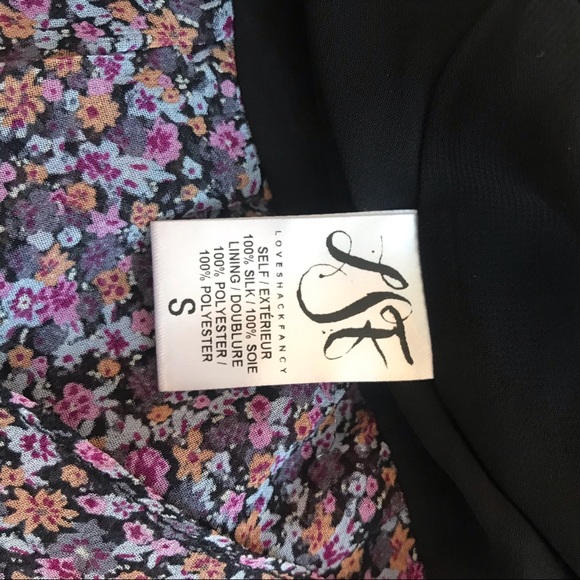 LSF
LOVESHACKFANCY
SELF / EXTÉRIEUR
100% SILK / 100% SOIE
LINING / DOUBLURE
100% POLYESTER /
100% POLYESTER
S